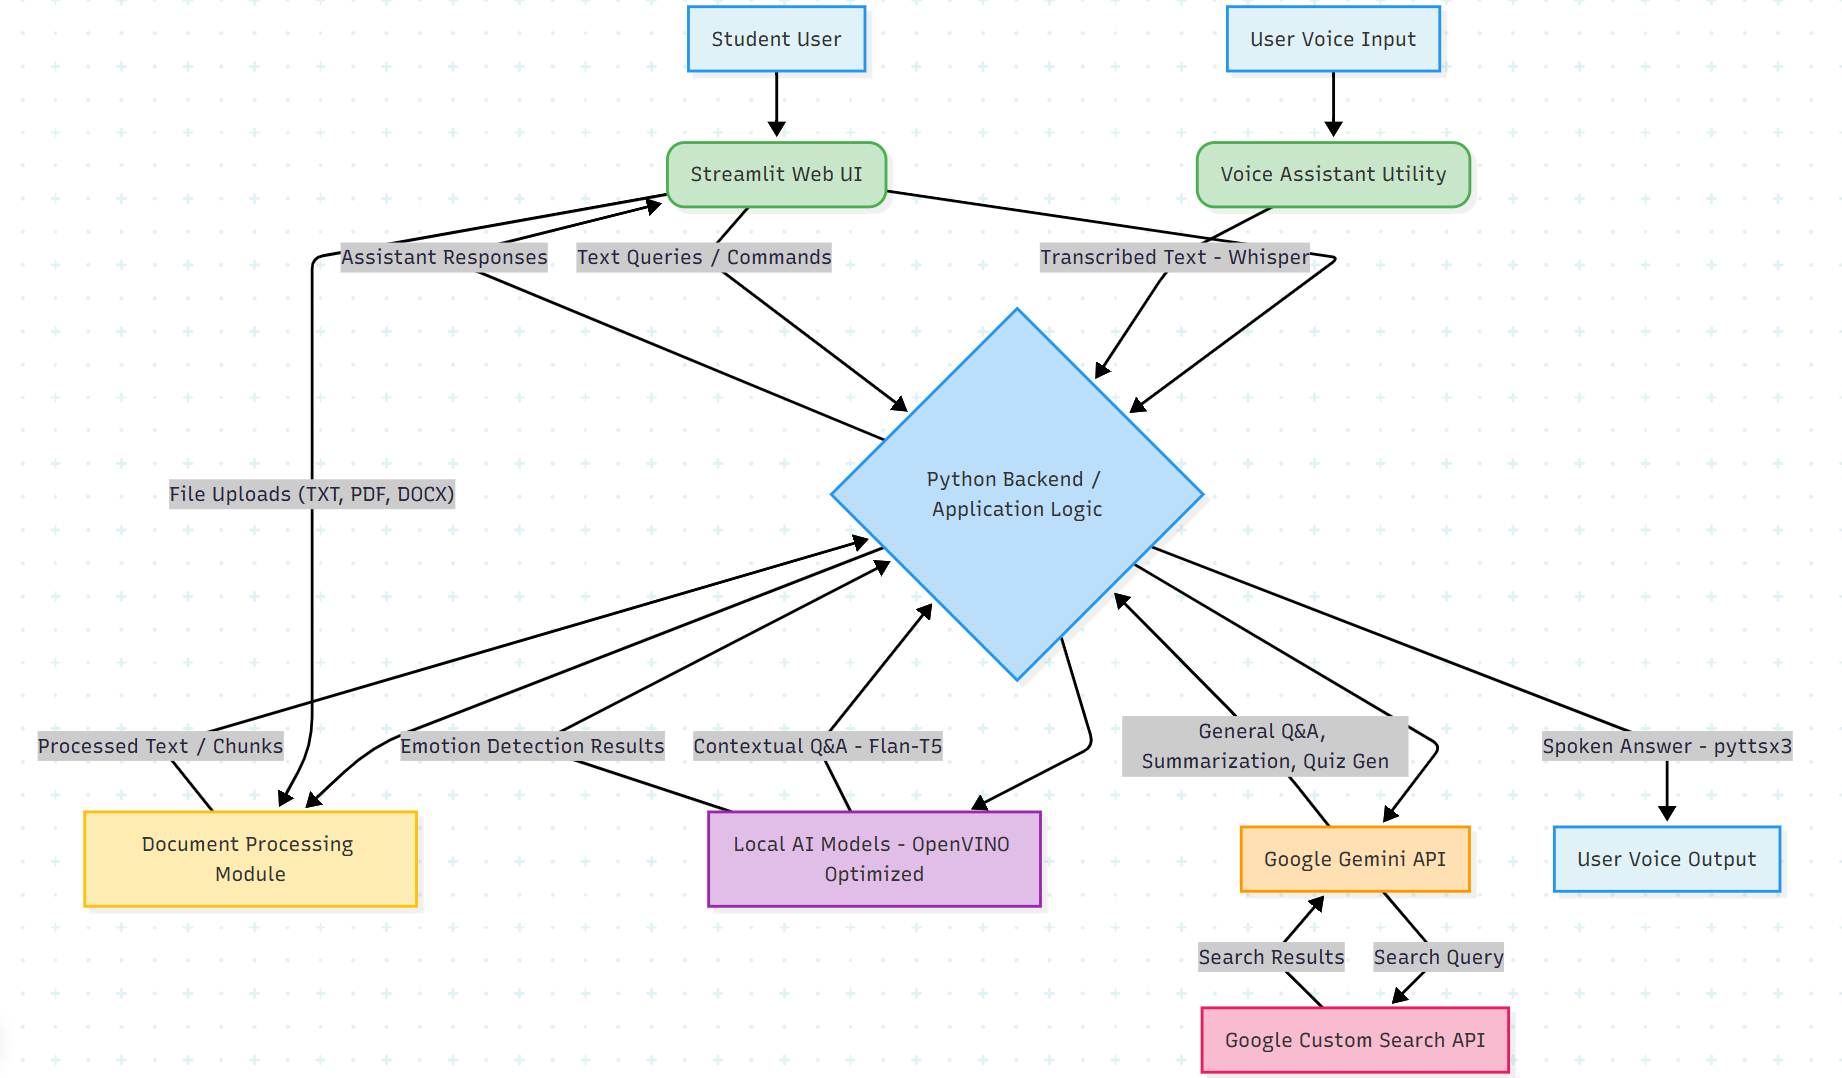 Student User
User Voice Input
Streamlit Web UI
Voice Assistant Utility
Assistant Responses
Text Queries / Commands
Transcribed Text - Whisper
Python Backend /
Application Logic
File Uploads (TXT, PDF, DOCX)
Processed Text / Chunks
Emotion Detection Results
Contextual Q&A - Flan-T5
General Q&A,
Summarization, Quiz Gen
Spoken Answer - pyttsx3
Document Processing
Module
Local AI Models - OpenVINO
Optimized
Google Gemini API
User Voice Output
Search Results
Search Query
Google Custom Search API